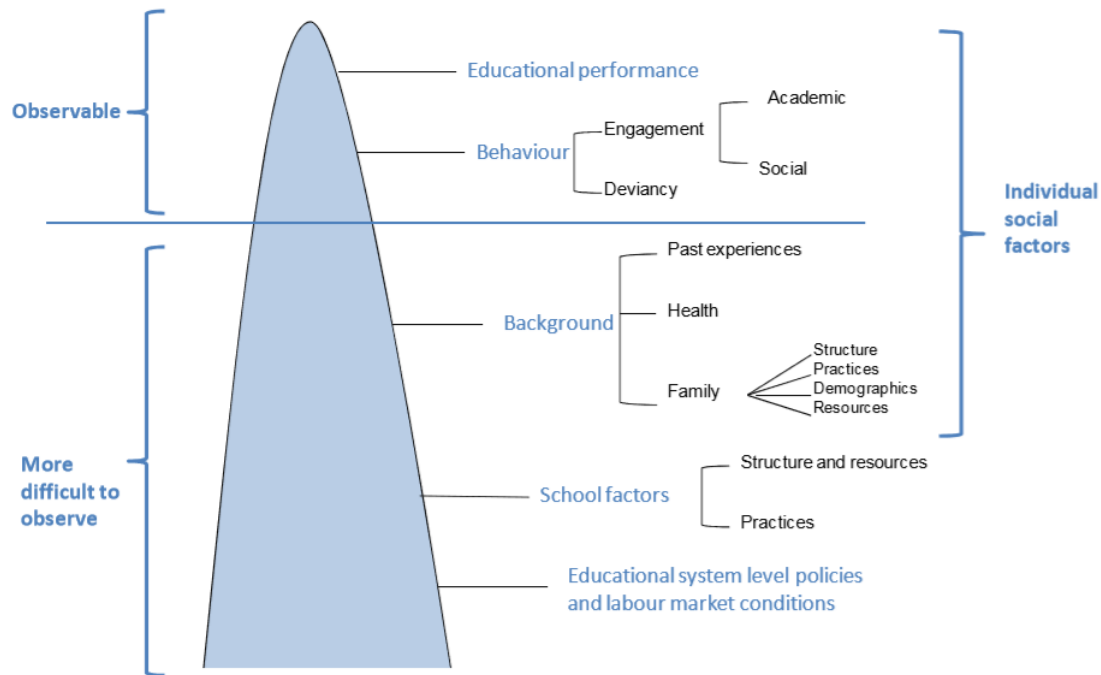 Observable
Educational performance
Behaviour
Engagement
Academic
Social
Deviancy
Individual
social
factors
More
difficult to
observe
Background
Past experiences
Health
Family
Structure
Practices
Demographics
Resources
School factors
Structure and resources
Practices
Educational system level policies
and labour market conditions